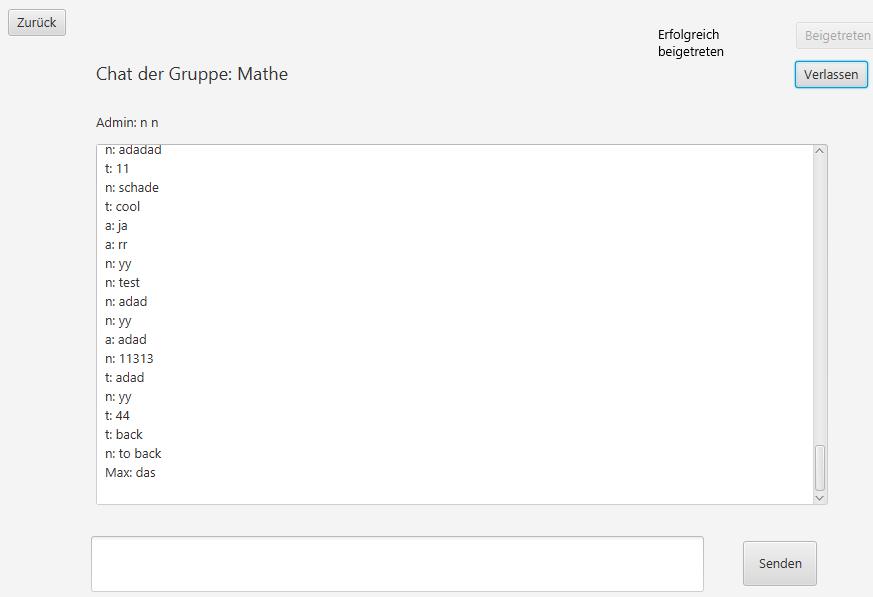 Zurück
Erfolgreich
beigetreten
Beigetreten
Chat der Gruppe: Mathe
Verlassen
Admin: n n
n: adadad
t: 11
n: schade
t: cool
a: ja
a: rr
n: yy
n: test
n: adad
n: yy
a: adad
n: 11313
t: adad
n: yy
t: 44
t: back
n: to back
Max: das
Senden